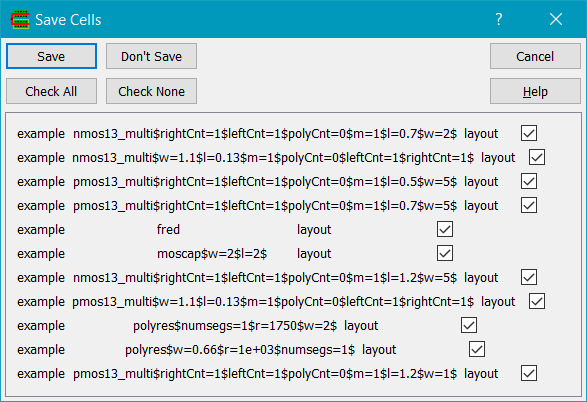 Save Cells ?
Save Don't Save Cancel
Check All Check None Help
example nmos13_multi$rightCnt=1$leftCnt=1$polyCnt=0$m=1$l=0.7$w=2$ layout
example nmos13_multi$w=1.1$l=0.13$m=1$polyCnt=0$leftCnt=1$rightCnt=1$ layout
example pmos13_multi$rightCnt=1$leftCnt=1$polyCnt=0$m=1$l=0.5$w=5$ layout
example pmos13_multi$rightCnt=1$leftCnt=1$polyCnt=0$m=1$l=0.7$w=5$ layout
example fred layout
example moscap$w=2$l=2$ layout
example nmos13_multi$rightCnt=1$leftCnt=1$polyCnt=0$m=1$l=1.2$w=5$ layout
example pmos13_multi$w=1.1$l=0.13$m=1$polyCnt=0$leftCnt=1$rightCnt=1$ layout
example polyres$numsegs=1$r=1750$w=2$ layout
example polyres$w=0.66$r=1e+03$numsegs=1$ layout
example pmos13_multi$rightCnt=1$leftCnt=1$polyCnt=0$m=1$l=1.2$w=1$ layout